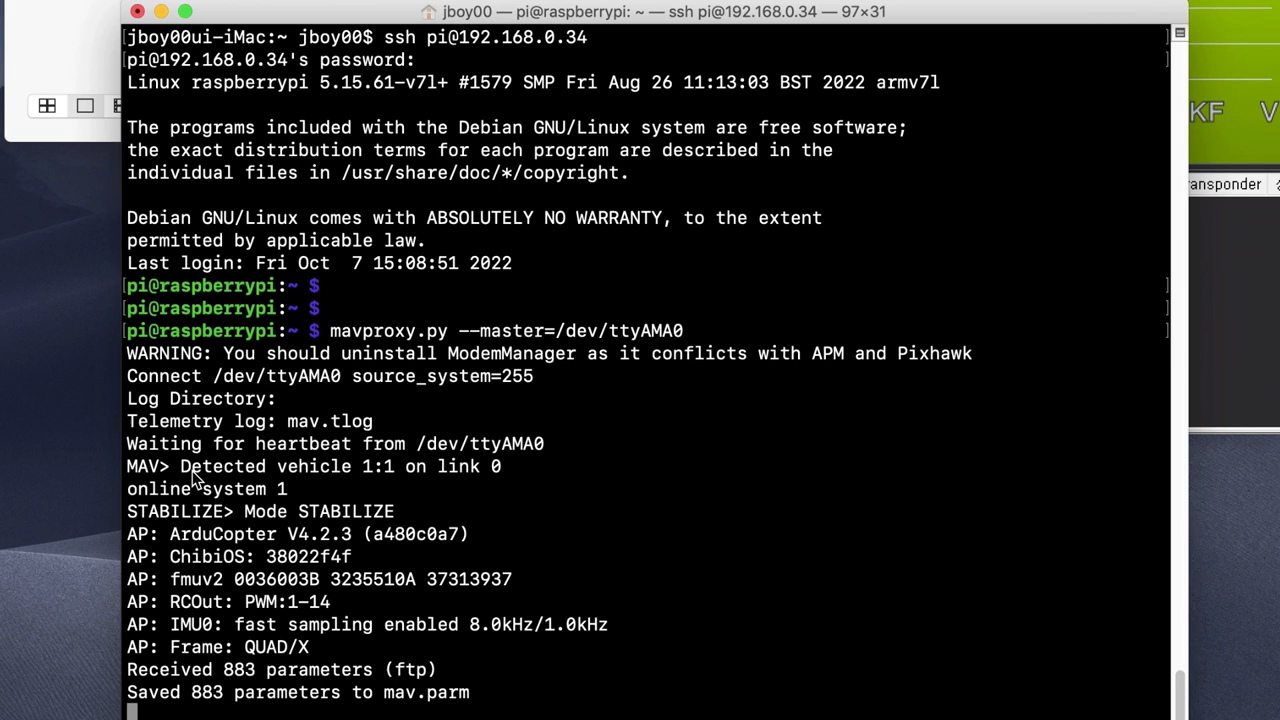 jboy00 — pi@raspberrypi: ~ — ssh pi@192.168.0.34 — 97×31
[jboy00ui-iMac:~ jboy00$ ssh pi@192.168.0.34 ]
[pi@192.168.0.34's password: ]
Linux raspberrypi 5.15.61-v7l+ #1579 SMP Fri Aug 26 11:13:03 BST 2022 armv7l
The programs included with the Debian GNU/Linux system are free software;
the exact distribution terms for each program are described in the
individual files in /usr/share/doc/*/copyright.
Debian GNU/Linux comes with ABSOLUTELY NO WARRANTY, to the extent
permitted by applicable law.
Last login: Fri Oct  7 15:08:51 2022
[pi@raspberrypi:~ $ ]
[pi@raspberrypi:~ $ ]
[pi@raspberrypi:~ $ mavproxy.py --master=/dev/ttyAMA0 ]
WARNING: You should uninstall ModemManager as it conflicts with APM and Pixhawk
Connect /dev/ttyAMA0 source_system=255
Log Directory:
Telemetry log: mav.tlog
Waiting for heartbeat from /dev/ttyAMA0
MAV> Detected vehicle 1:1 on link 0
online system 1
STABILIZE> Mode STABILIZE
AP: ArduCopter V4.2.3 (a480c0a7)
AP: ChibiOS: 38022f4f
AP: fmuv2 0036003B 3235510A 37313937
AP: RCOut: PWM:1-14
AP: IMU0: fast sampling enabled 8.0kHz/1.0kHz
AP: Frame: QUAD/X
Received 883 parameters (ftp)
Saved 883 parameters to mav.parm
KF V
ransponder